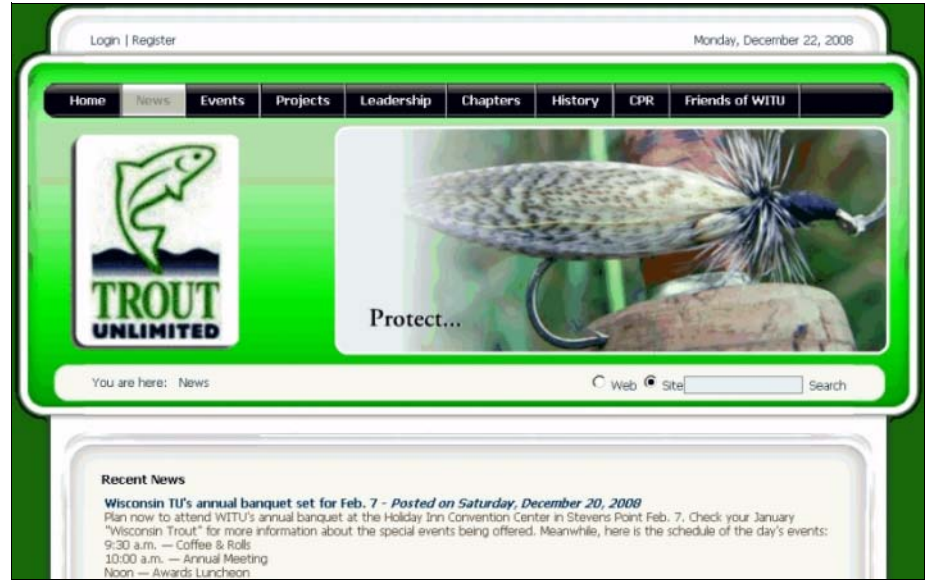 Login | Register
Monday, December 22, 2008
Home News Events Projects Leadership Chapters History CPR Friends of WITU
TROUT
UNLIMITED
Protect...
You are here: News
Web Site Search
Recent News
Wisconsin TU's annual banquet set for Feb. 7 - Posted on Saturday, December 20, 2008
Plan now to attend WITU's annual banquet at the Holiday Inn Convention Center in Stevens Point Feb. 7. Check your January
"Wisconsin Trout" for more information about the special events being offered. Meanwhile, here is the schedule of the day's events:
9:30 a.m. — Coffee & Rolls
10:00 a.m. — Annual Meeting
Noon — Awards Luncheon